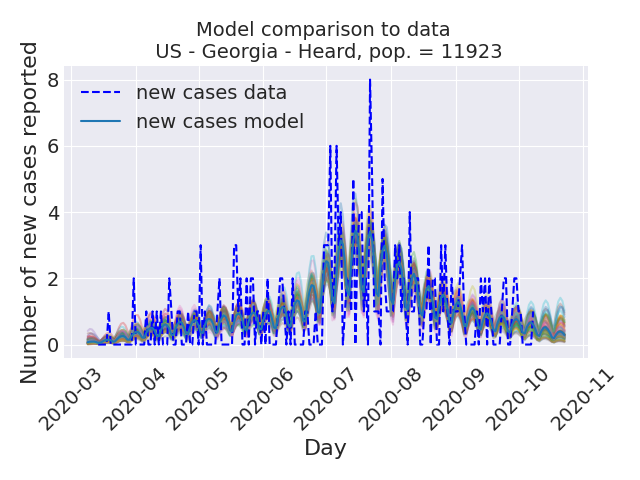 Model comparison to data
US - Georgia - Heard, pop. = 11923
Number of new cases reported
8
6
4
2
0
new cases data
new cases model
2020-03
2020-04
2020-05
2020-06
2020-07
2020-08
2020-09
2020-10
2020-11
Day